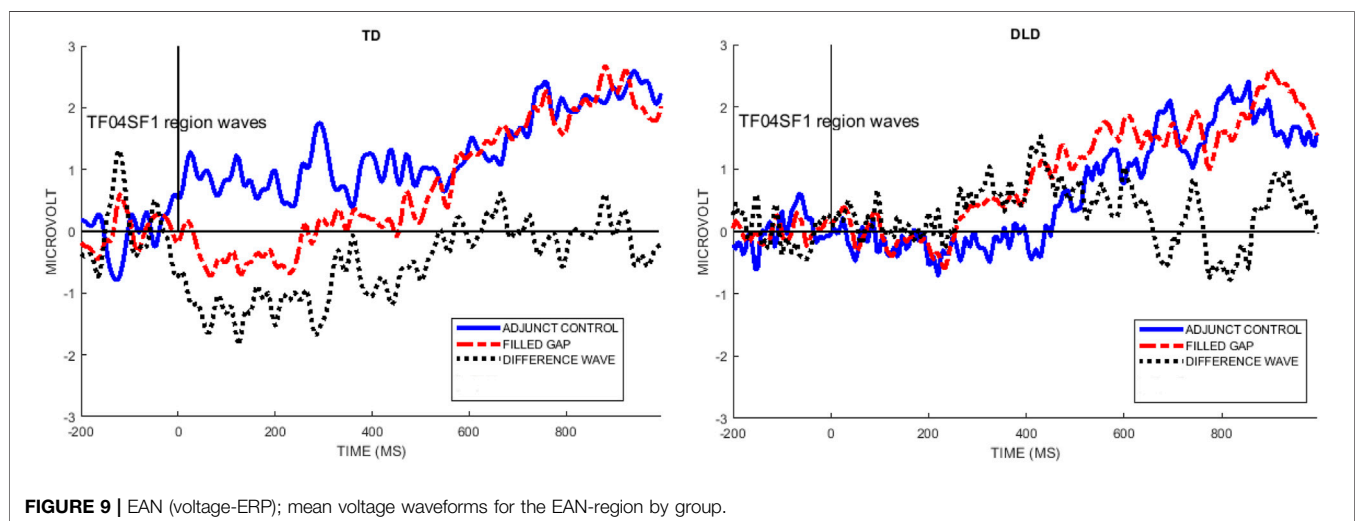 TD
3
2
1
0
-1
-2
-3
MICROVOLT
TF04SF1 region waves
ADJUNCT CONTROL
FILLED GAP
DIFFERENCE WAVE
-200
0
200
400
600
800
TIME (MS)
DLD
3
2
1
0
-1
-2
-3
MICROVOLT
TF04SF1 region waves
ADJUNCT CONTROL
FILLED GAP
DIFFERENCE WAVE
-200
0
200
400
600
800
TIME (MS)
FIGURE 9 | EAN (voltage-ERP); mean voltage waveforms for the EAN-region by group.